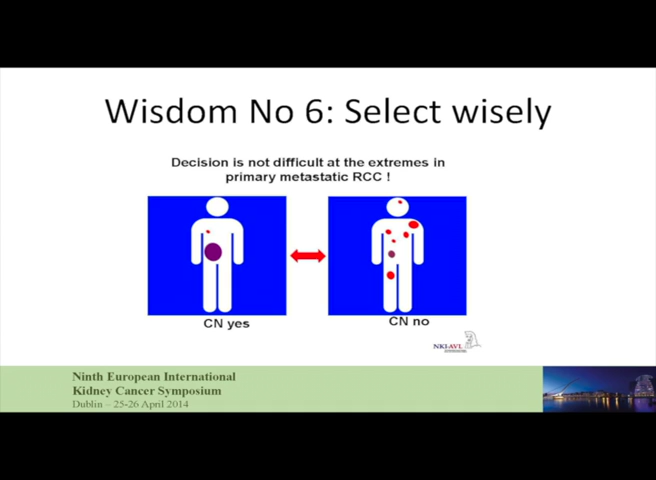 Wisdom No 6: Select wisely
Decision is not difficult at the extremes in
primary metastatic RCC !
CN yes
CN no
NKI-AVL
Ninth European International
Kidney Cancer Symposium
Dublin – 25-26 April 2014